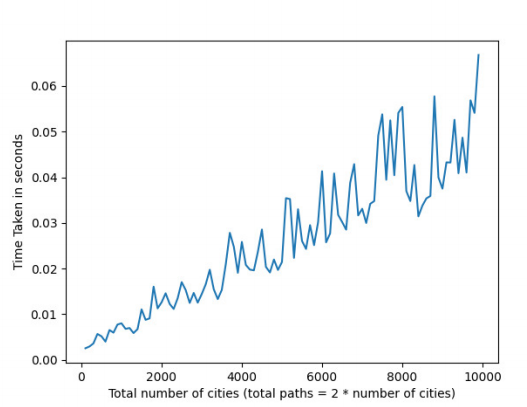 0.06
0.05
0.04
0.03
0.02
0.01
0.00
Time Taken in seconds
0 2000 4000 6000 8000 10000
Total number of cities (total paths = 2 * number of cities)